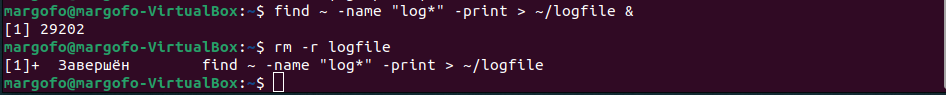 margofo@margofo-VirtualBox:~$ find ~ -name "log*" -print > ~/logfile &
[1] 29202
margofo@margofo-VirtualBox:~$ rm -r logfile
[1]+  Завершён        find ~ -name "log*" -print > ~/logfile
margofo@margofo-VirtualBox:~$